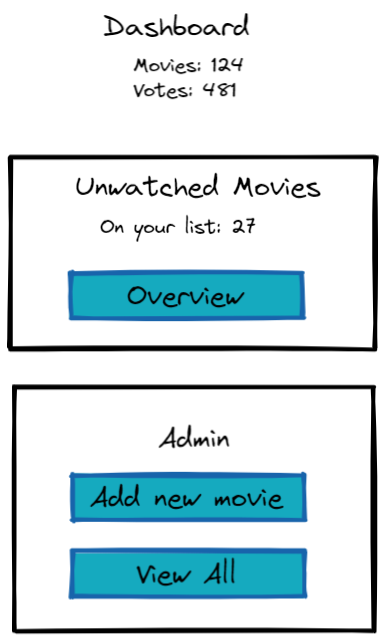 Dashboard
Movies: 124
Votes: 481
Unwatched Movies
On your list: 27
Overview
Admin
Add new movie
View All